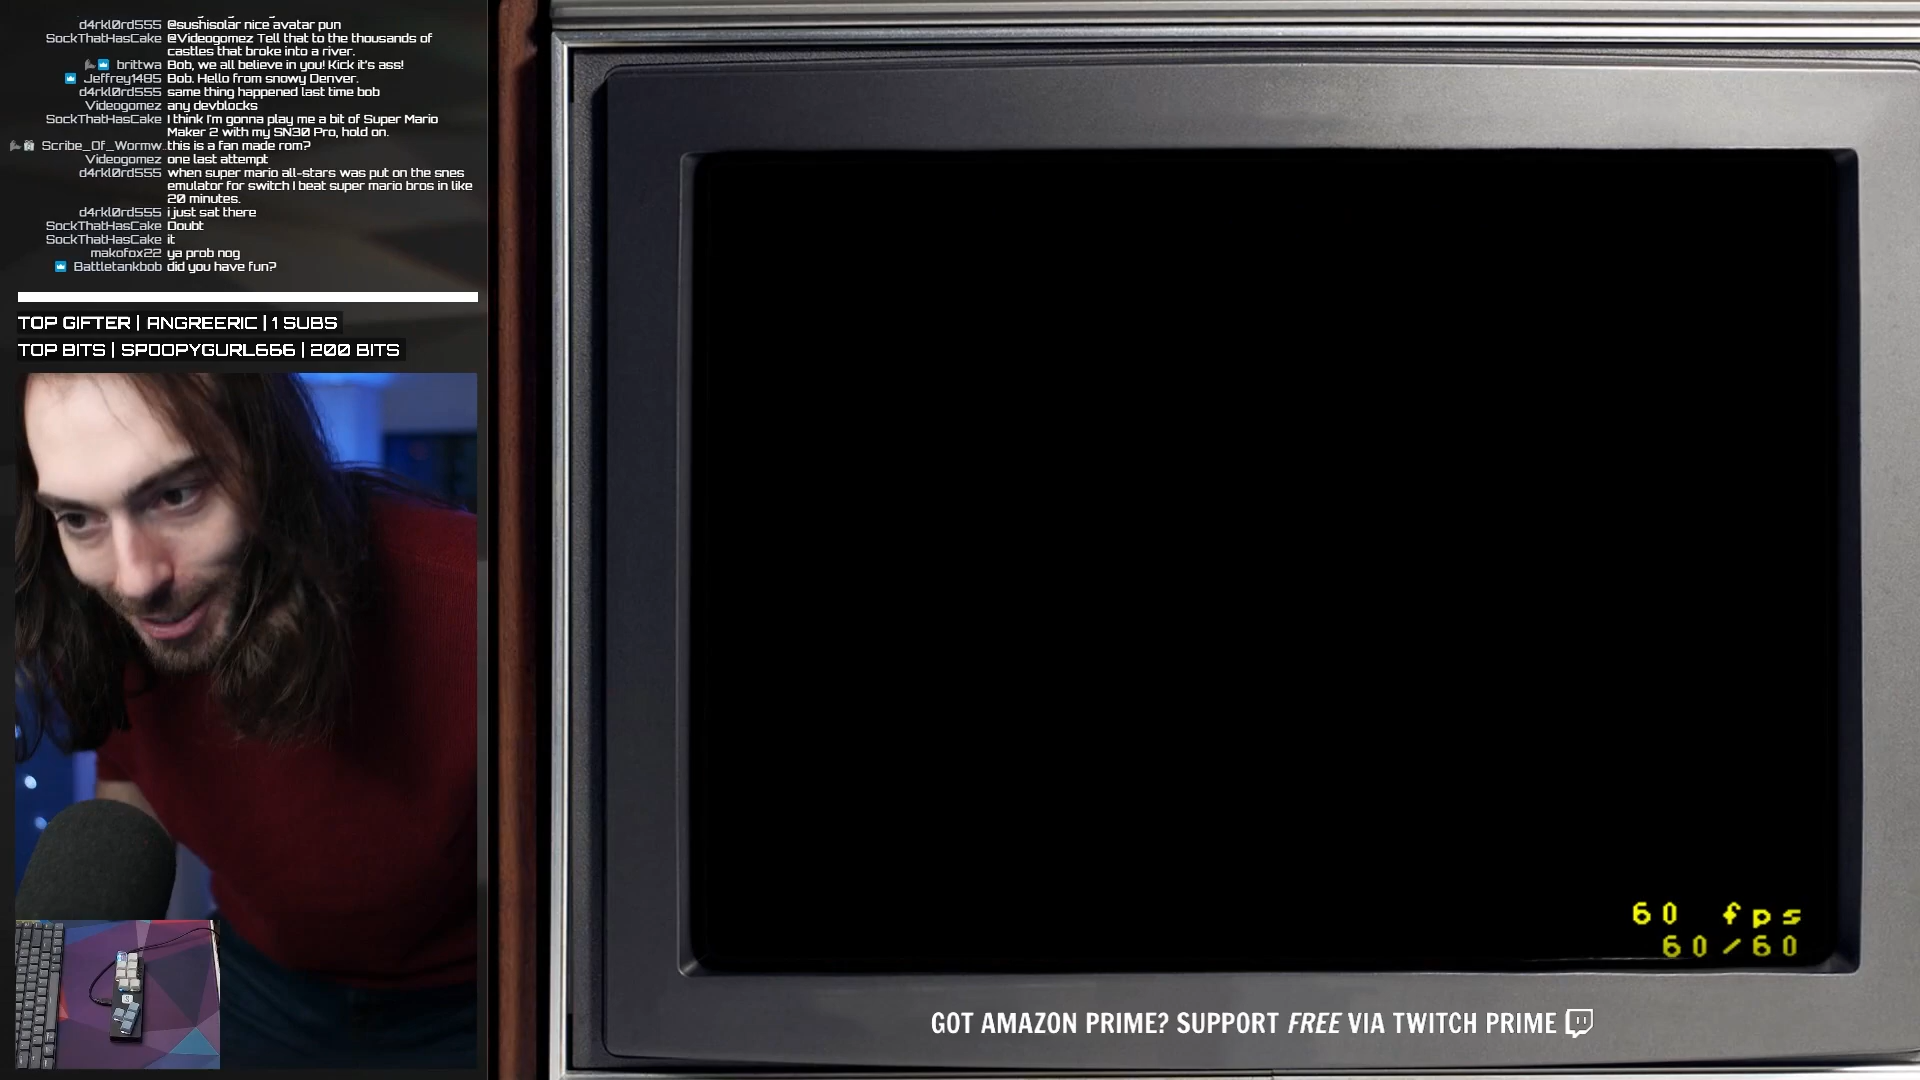 d4rkl0rd555 @sushisolar nice avatar pun
SockThatHasCake @Videogomez Tell that to the thousands of
castles that broke into a river.
brittwa Bob, we all believe in you! Kick it's ass!
Jeffrey1485 Bob. Hello from snowy Denver.
d4rkl0rd555 same thing happened last time bob
Videogomez any devblocks
SockThatHasCake I think I'm gonna play me a bit of Super Mario
Maker 2 with my SN30 Pro, hold on.
Scribe_Of_Wormw.. this is a fan made rom?
Videogomez one last attempt
d4rkl0rd555 when super mario all-stars was put on the snes
emulator for switch I beat super mario bros in like
20 minutes.
d4rkl0rd555 i just sat there
SockThatHasCake Doubt
SockThatHasCake it
makofox22 ya prob nog
Battletankbob did you have fun?
TOP GIFTER | ANGREERIC | 1 SUBS
TOP BITS | SPOOPYGURL666 | 200 BITS
60 fps
60/60
GOT AMAZON PRIME? SUPPORT FREE VIA TWITCH PRIME